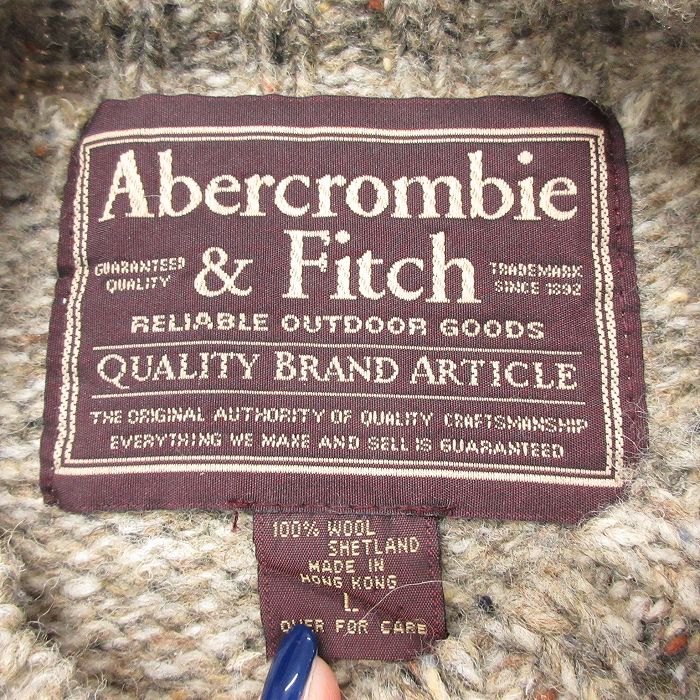 Abercrombie
GUARANTEED QUALITY & Fitch TRADEMARK SINCE 1892
RELIABLE OUTDOOR GOODS
QUALITY BRAND ARTICLE
THE ORIGINAL AUTHORITY OF QUALITY CRAFTSMANSHIP
EVERYTHING WE MAKE AND SELL IS GUARANTEED
100% WOOL
SHETLAND
MADE IN
HONG KONG
L
OVER FOR CARE